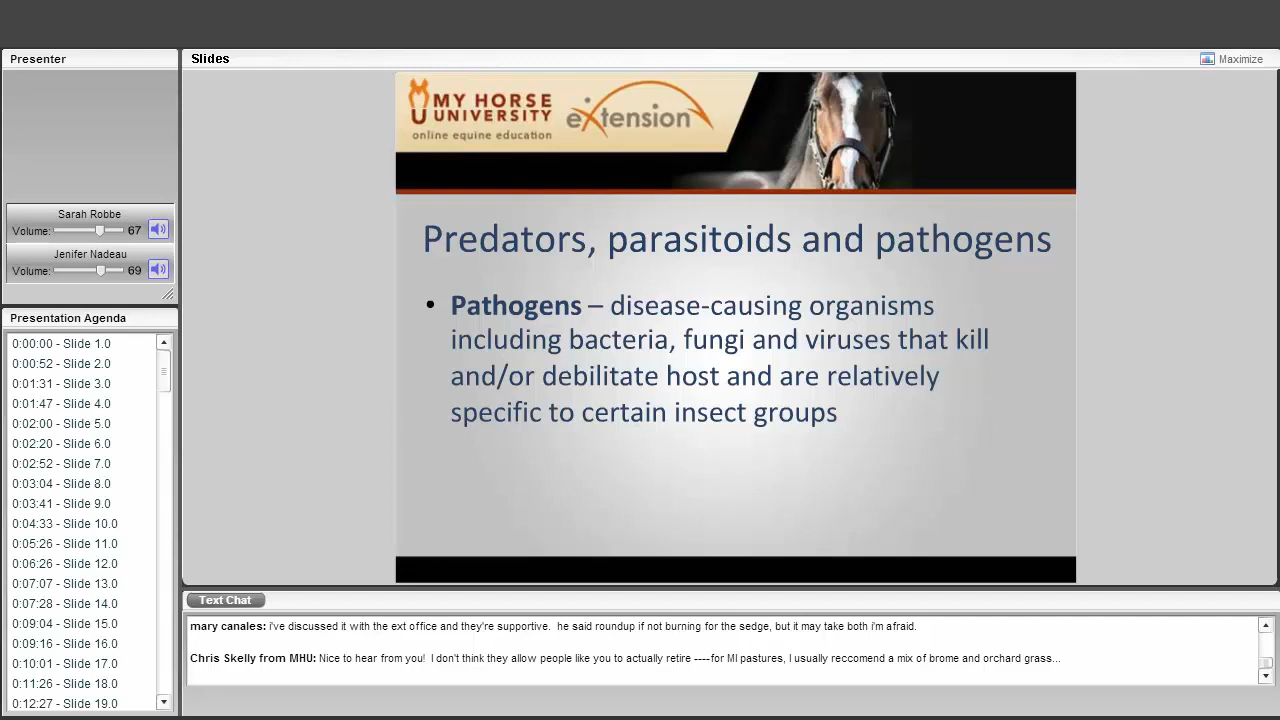 Presenter
Slides
Maximize
MY HORSE
UNIVERSITY
online equine education
eXtension
Sarah Robbe
Volume: 67
Jenifer Nadeau
Volume: 69
Predators, parasitoids and pathogens
• Pathogens – disease-causing organisms
including bacteria, fungi and viruses that kill
and/or debilitate host and are relatively
specific to certain insect groups
Presentation Agenda
0:00:00 - Slide 1.0
0:00:52 - Slide 2.0
0:01:31 - Slide 3.0
0:01:47 - Slide 4.0
0:02:00 - Slide 5.0
0:02:20 - Slide 6.0
0:02:52 - Slide 7.0
0:03:04 - Slide 8.0
0:03:41 - Slide 9.0
0:04:33 - Slide 10.0
0:05:26 - Slide 11.0
0:06:26 - Slide 12.0
0:07:07 - Slide 13.0
0:07:28 - Slide 14.0
0:09:04 - Slide 15.0
0:09:16 - Slide 16.0
0:10:01 - Slide 17.0
0:11:26 - Slide 18.0
0:12:27 - Slide 19.0
Text Chat
mary canales: i've discussed it with the ext office and they're supportive.  he said roundup if not burning for the sedge, but it may take both i'm afraid.
Chris Skelly from MHU: Nice to hear from you!  I don't think they allow people like you to actually retire ----for MI pastures, I usually reccomend a mix of brome and orchard grass...